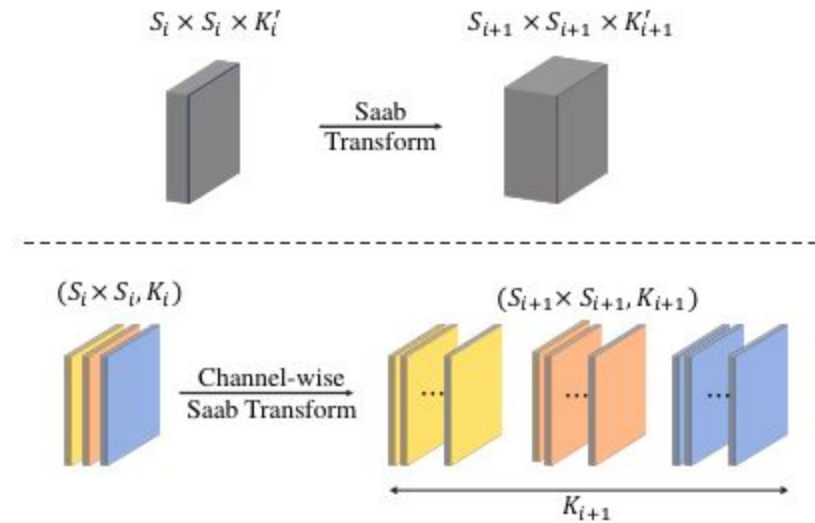 S_i × S_i × K'_i
S_{i+1} × S_{i+1} × K'_{i+1}
Saab
Transform
(S_i × S_i, K_i)
(S_{i+1} × S_{i+1}, K_{i+1})
Channel-wise
Saab Transform
...
...
...
K_{i+1}